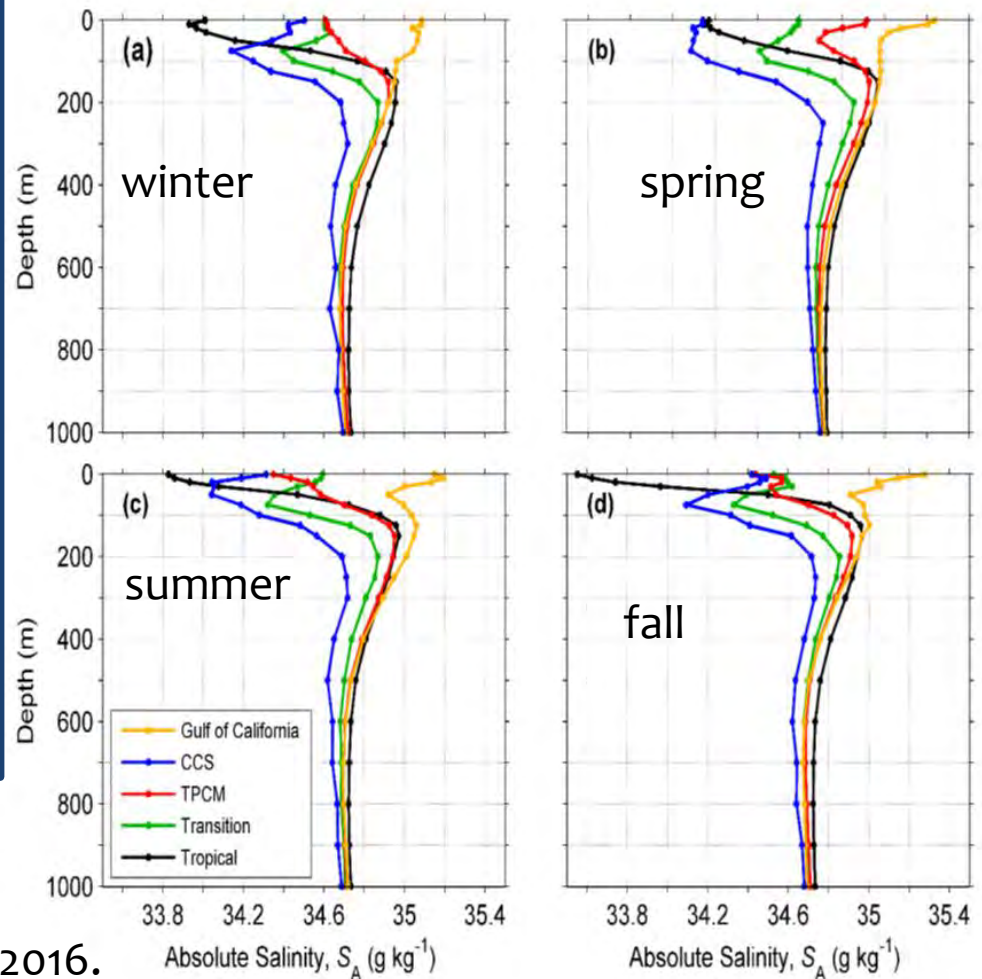 (a)
(b)
winter
spring
0
200
400
600
800
1000
Depth (m)
(c)
(d)
summer
fall
0
200
400
600
800
1000
Depth (m)
Gulf of California
CCS
TPCM
Transition
Tropical
33.8 34.2 34.6 35 35.4
33.8 34.2 34.6 35 35.4
2016.
Absolute Salinity, S_A (g kg⁻¹)
Absolute Salinity, S_A (g kg⁻¹)